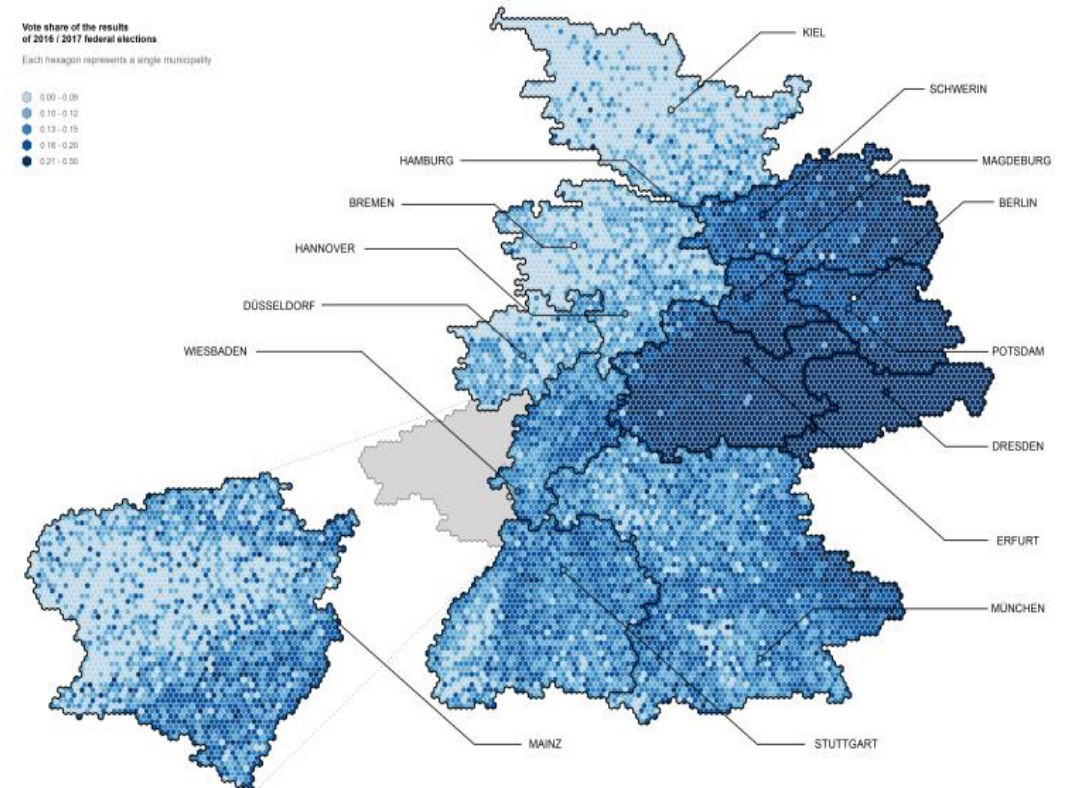 Vote share of the results
of 2016 / 2017 federal elections
Each hexagon represents a single municipality
0.00 - 0.09
0.10 - 0.12
0.13 - 0.15
0.16 - 0.20
0.21 - 0.50
KIEL
SCHWERIN
HAMBURG
MAGDEBURG
BREMEN
BERLIN
HANNOVER
DÜSSELDORF
WIESBADEN
POTSDAM
DRESDEN
ERFURT
MÜNCHEN
MAINZ
STUTTGART